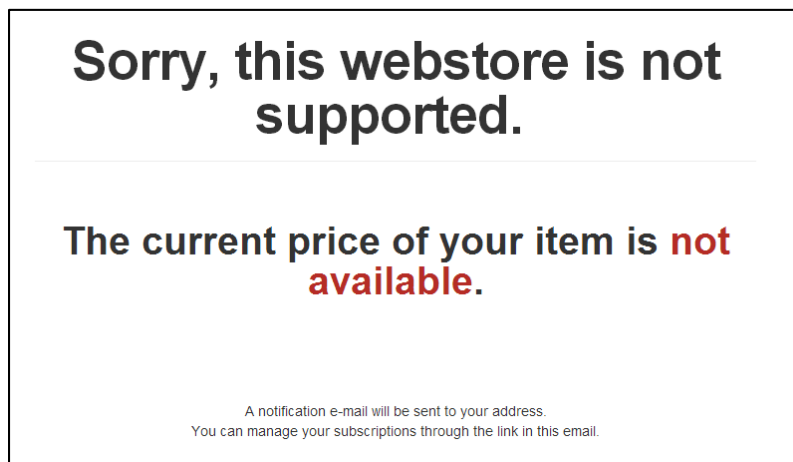 Sorry, this webstore is not
supported.
The current price of your item is not
available.
A notification e-mail will be sent to your address.
You can manage your subscriptions through the link in this email.